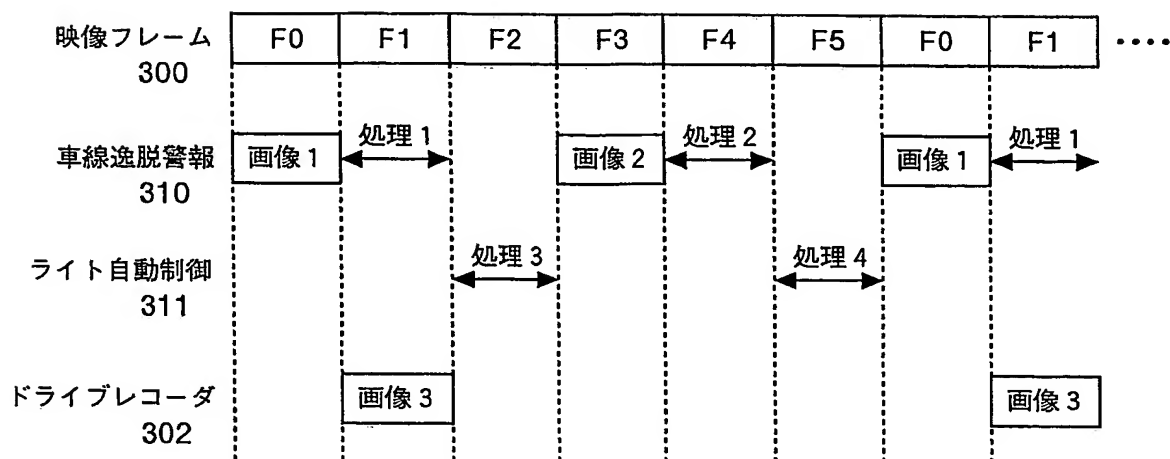 映像フレーム F0 F1 F2 F3 F4 F5 F0 F1 ····
300
処理1 処理2 処理1
車線逸脱警報 画像1 画像2 画像1
310
処理3 処理4
ライト自動制御
311
ドライブレコーダ 画像3 画像3
302